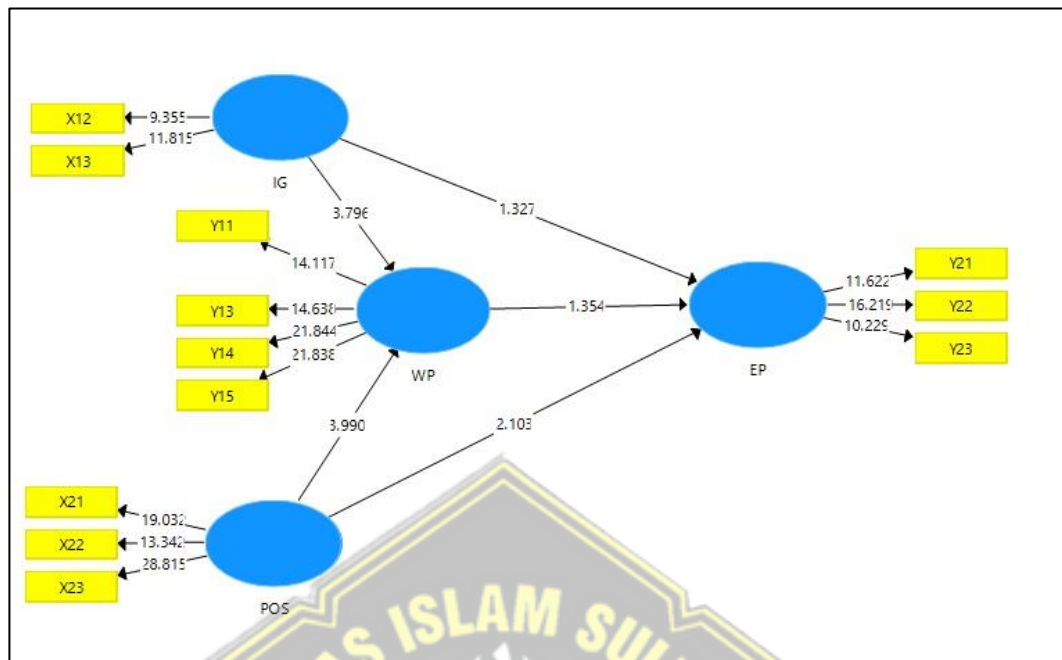 X12
9.355
X13
11.815
IG
3.796
1.327
Y11
14.117
Y13
14.638
Y14
21.844
Y15
21.838
WP
1.354
Y21
11.622
Y22
16.219
Y23
10.229
EP
3.990
2.103
X21
19.032
X22
13.342
X23
28.815
POS
ISLAM